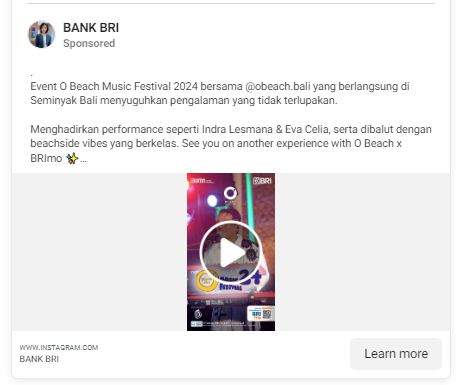 BANK BRI
Sponsored
.
Event O Beach Music Festival 2024 bersama @obeach.bali yang berlangsung di
Seminyak Bali menyuguhkan pengalaman yang tidak terlupakan.
Menghadirkan performance seperti Indra Lesmana & Eva Celia, serta dibalut dengan
beachside vibes yang berkelas. See you on another experience with O Beach x
BRImo ✨...
BRI
WWW.INSTAGRAM.COM
BANK BRI
Learn more